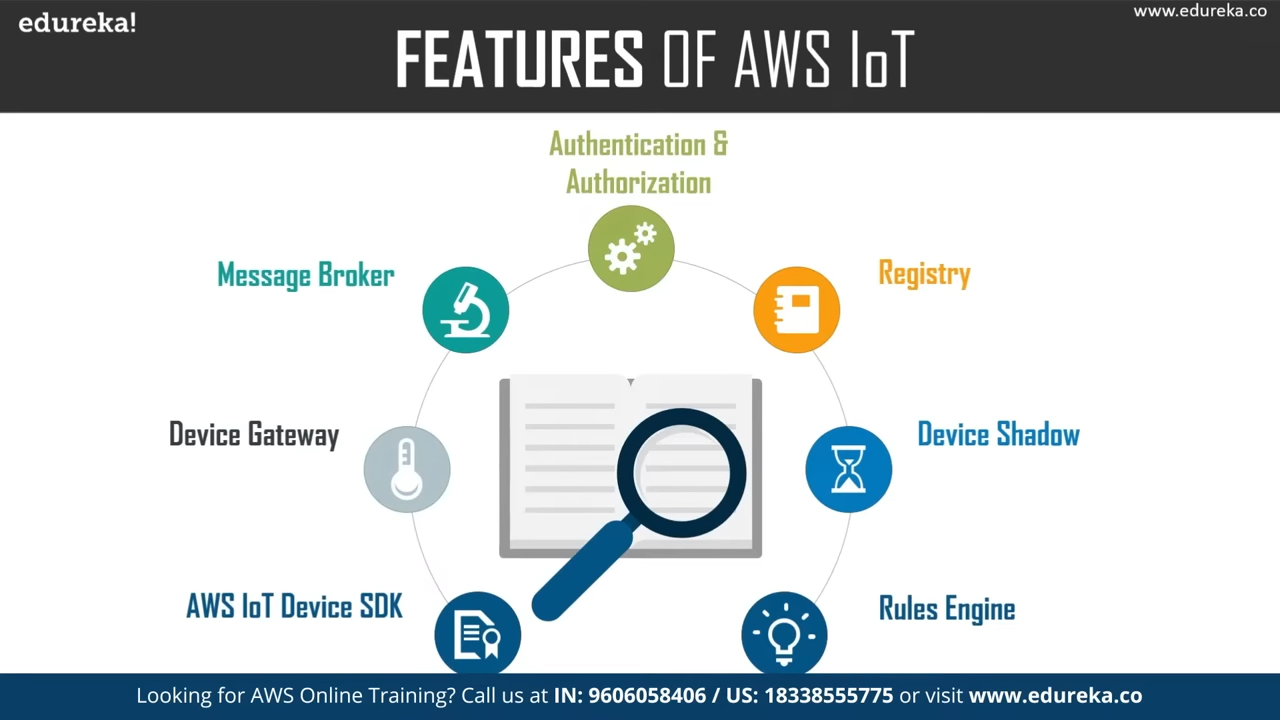 edureka!
www.edureka.co
FEATURES OF AWS IoT
Authentication &
Authorization
Message Broker
Registry
Device Gateway
Device Shadow
AWS IoT Device SDK
Rules Engine
Looking for AWS Online Training? Call us at IN: 9606058406 / US: 18338555775 or visit www.edureka.co